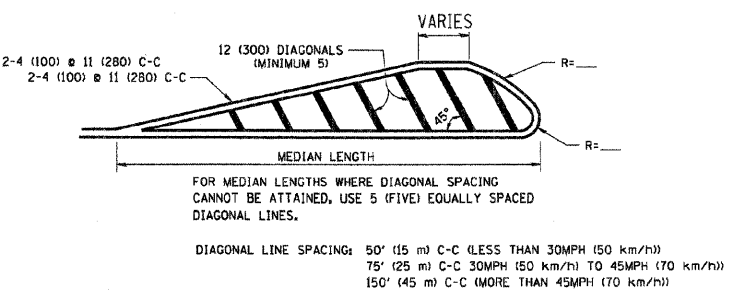 VARIES
12 (300) DIAGONALS
(MINIMUM 5)
2-4 (100) @ 11 (280) C-C
2-4 (100) @ 11 (280) C-C
R=___
45°
R=___
MEDIAN LENGTH
FOR MEDIAN LENGTHS WHERE DIAGONAL SPACING
CANNOT BE ATTAINED, USE 5 (FIVE) EQUALLY SPACED
DIAGONAL LINES.
DIAGONAL LINE SPACING: 50' (15 m) C-C (LESS THAN 30MPH (50 km/h))
75' (25 m) C-C 30MPH (50 km/h) TO 45MPH (70 km/h))
150' (45 m) C-C (MORE THAN 45MPH (70 km/h))